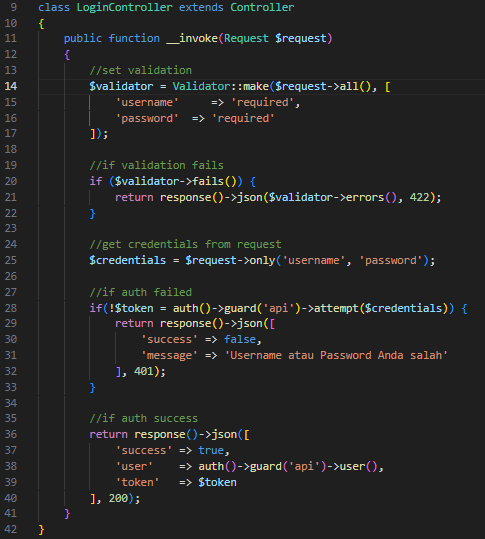 9 class LoginController extends Controller
10 {
11     public function __invoke(Request $request)
12     {
13         //set validation
14         $validator = Validator::make($request->all(), [
15             'username'     => 'required',
16             'password'  => 'required'
17         ]);
18
19         //if validation fails
20         if ($validator->fails()) {
21             return response()->json($validator->errors(), 422);
22         }
23
24         //get credentials from request
25         $credentials = $request->only('username', 'password');
26
27         //if auth failed
28         if(!$token = auth()->guard('api')->attempt($credentials)) {
29             return response()->json([
30                 'success' => false,
31                 'message' => 'Username atau Password Anda salah'
32             ], 401);
33         }
34
35         //if auth success
36         return response()->json([
37             'success' => true,
38             'user'    => auth()->guard('api')->user(),
39             'token'   => $token
40         ], 200);
41     }
42 }